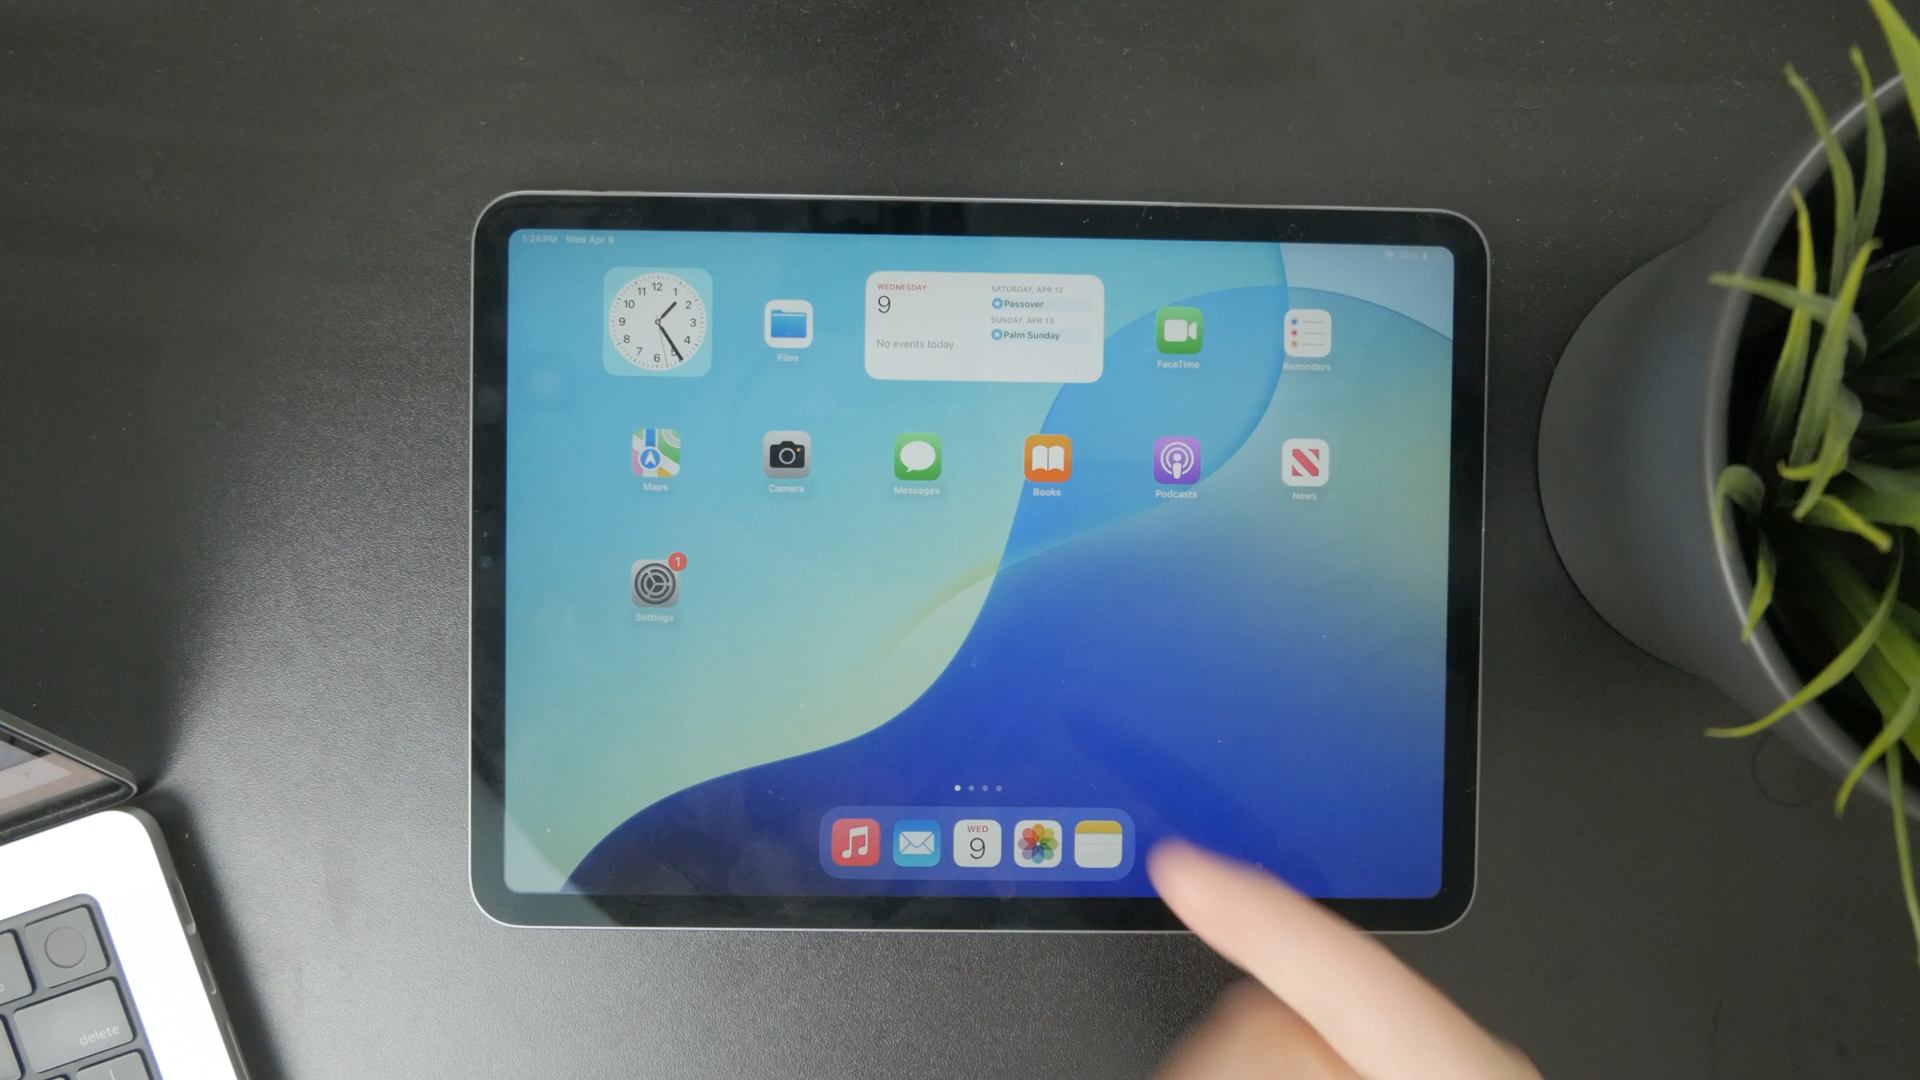 1:24 PM Wed Apr 9
12
11 1
10 2
9 3
8 4
7 5
6
Files
WEDNESDAY
9
No events today
SATURDAY, APR 12
Passover
SUNDAY, APR 13
Palm Sunday
FaceTime
Reminders
Maps
Camera
Messages
Books
Podcasts
News
1
Settings
WED
9
delete